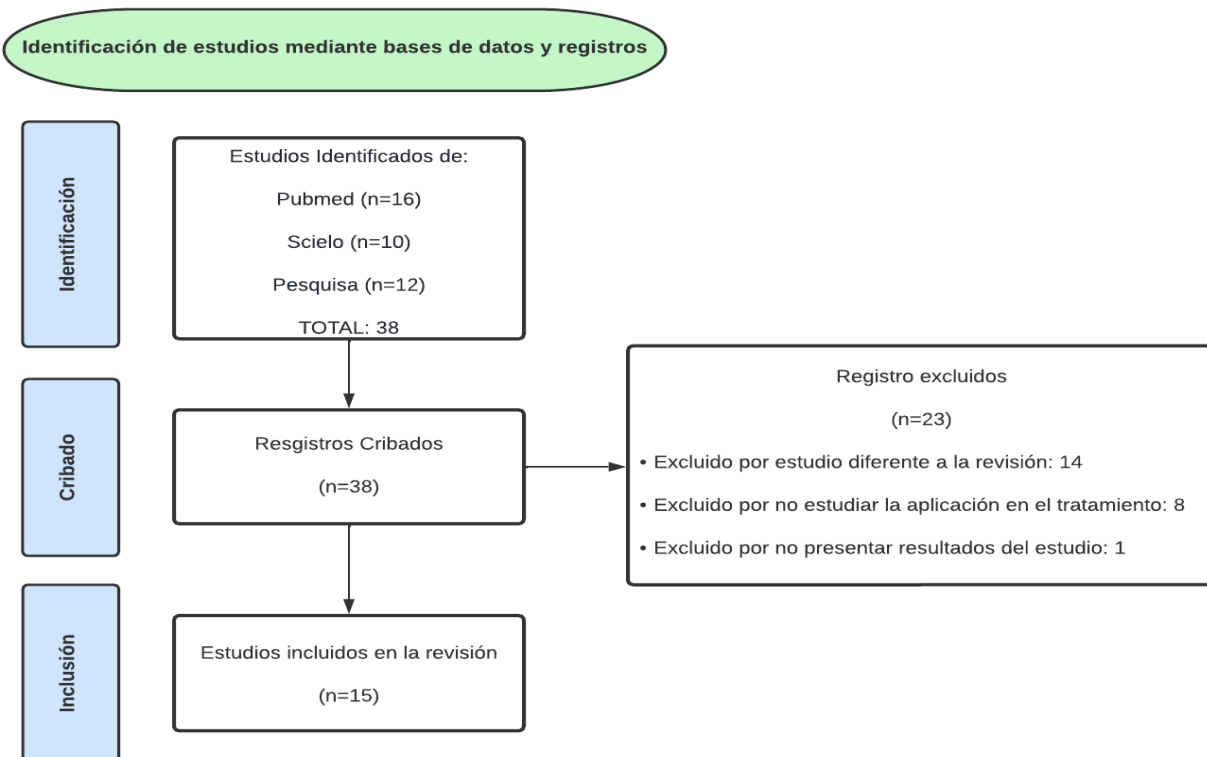 Identificación de estudios mediante bases de datos y registros
Identificación
Estudios Identificados de:
Pubmed (n=16)
Scielo (n=10)
Pesquisa (n=12)
TOTAL: 38
Cribado
Resgistros Cribados
(n=38)
Registro excluidos
(n=23)
• Excluido por estudio diferente a la revisión: 14
• Excluido por no estudiar la aplicación en el tratamiento: 8
• Excluido por no presentar resultados del estudio: 1
Inclusión
Estudios incluidos en la revisión
(n=15)